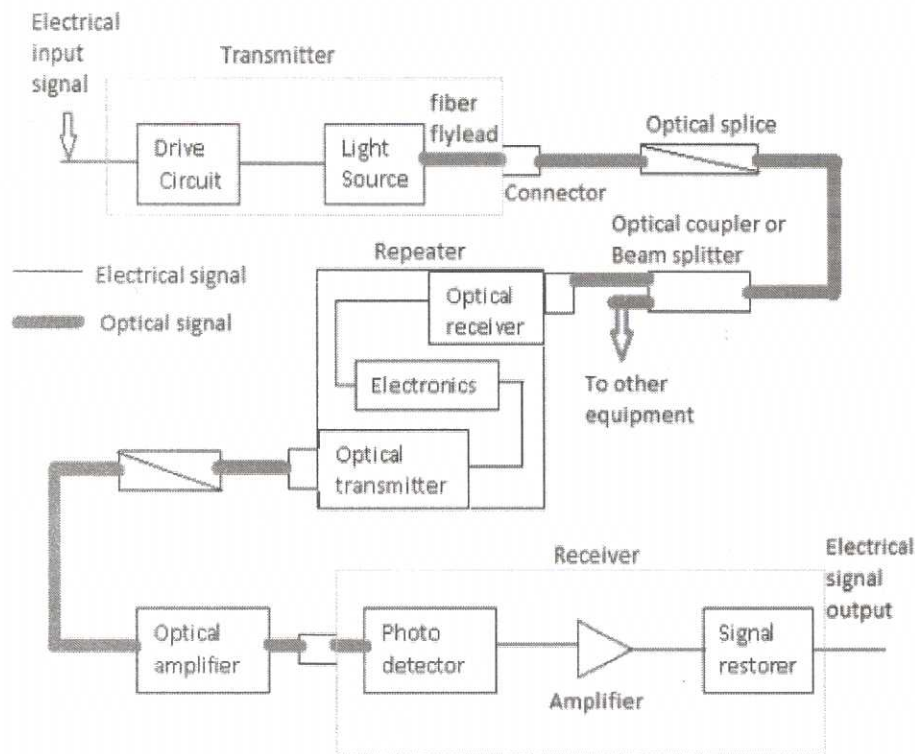 Electrical
input
signal
Transmitter
Drive
Circuit
Light
Source
fiber
flylead
Connector
Optical splice
Optical coupler or
Beam splitter
To other
equipment
Electrical signal
Optical signal
Repeater
Optical
receiver
Electronics
Optical
transmitter
Optical
amplifier
Receiver
Photo
detector
Amplifier
Signal
restorer
Electrical
signal
output